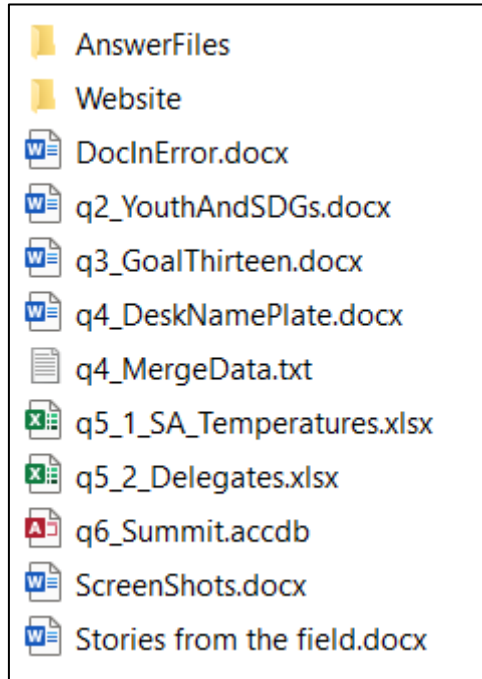 AnswerFiles
Website
DocInError.docx
q2_YouthAndSDGs.docx
q3_GoalThirteen.docx
q4_DeskNamePlate.docx
q4_MergeData.txt
q5_1_SA_Temperatures.xlsx
q5_2_Delegates.xlsx
q6_Summit.accdb
ScreenShots.docx
Stories from the field.docx